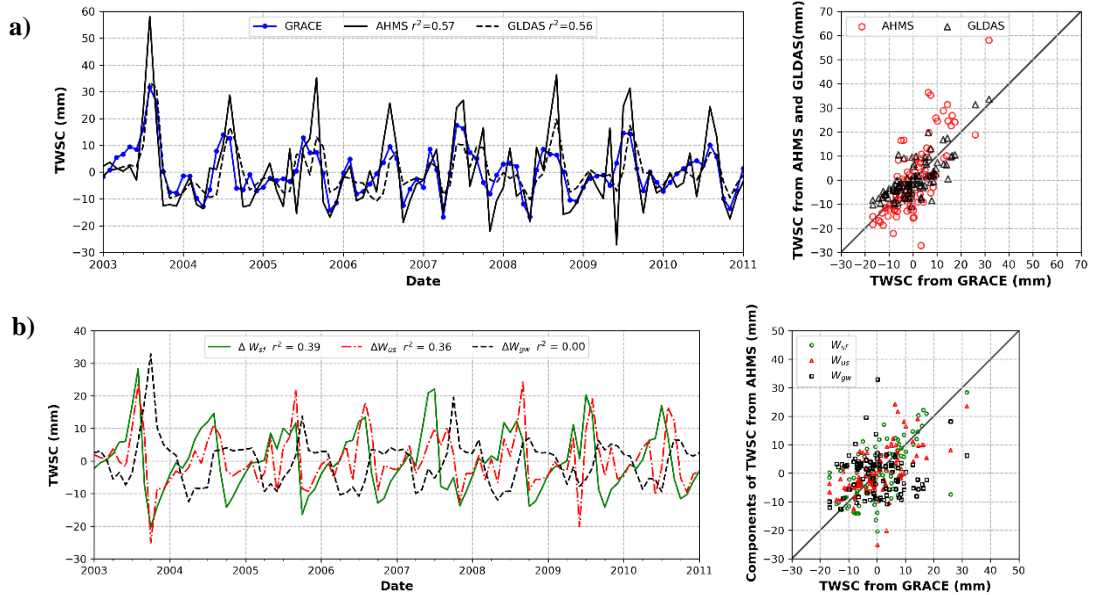 a)
GRACE AHMS r²=0.57 GLDAS r²=0.56
TWSC (mm)
60
50
40
30
20
10
0
−10
−20
−30
2003 2004 2005 2006 2007 2008 2009 2010 2011
Date
AHMS GLDAS
TWSC from AHMS and GLDAS(mm)
70
60
50
40
30
20
10
0
−10
−20
−30
−30 −20 −10 0 10 20 30 40 50 60 70
TWSC from GRACE (mm)
b)
Δ Wsf r² = 0.39 ΔWus r² = 0.36 ΔWgw r² = 0.00
TWSC (mm)
40
30
20
10
0
−10
−20
−30
2003 2004 2005 2006 2007 2008 2009 2010 2011
Date
Wsf
Wus
Wgw
Components of TWSC from AHMS (mm)
50
40
30
20
10
0
−10
−20
−30
−30 −20 −10 0 10 20 30 40 50
TWSC from GRACE (mm)